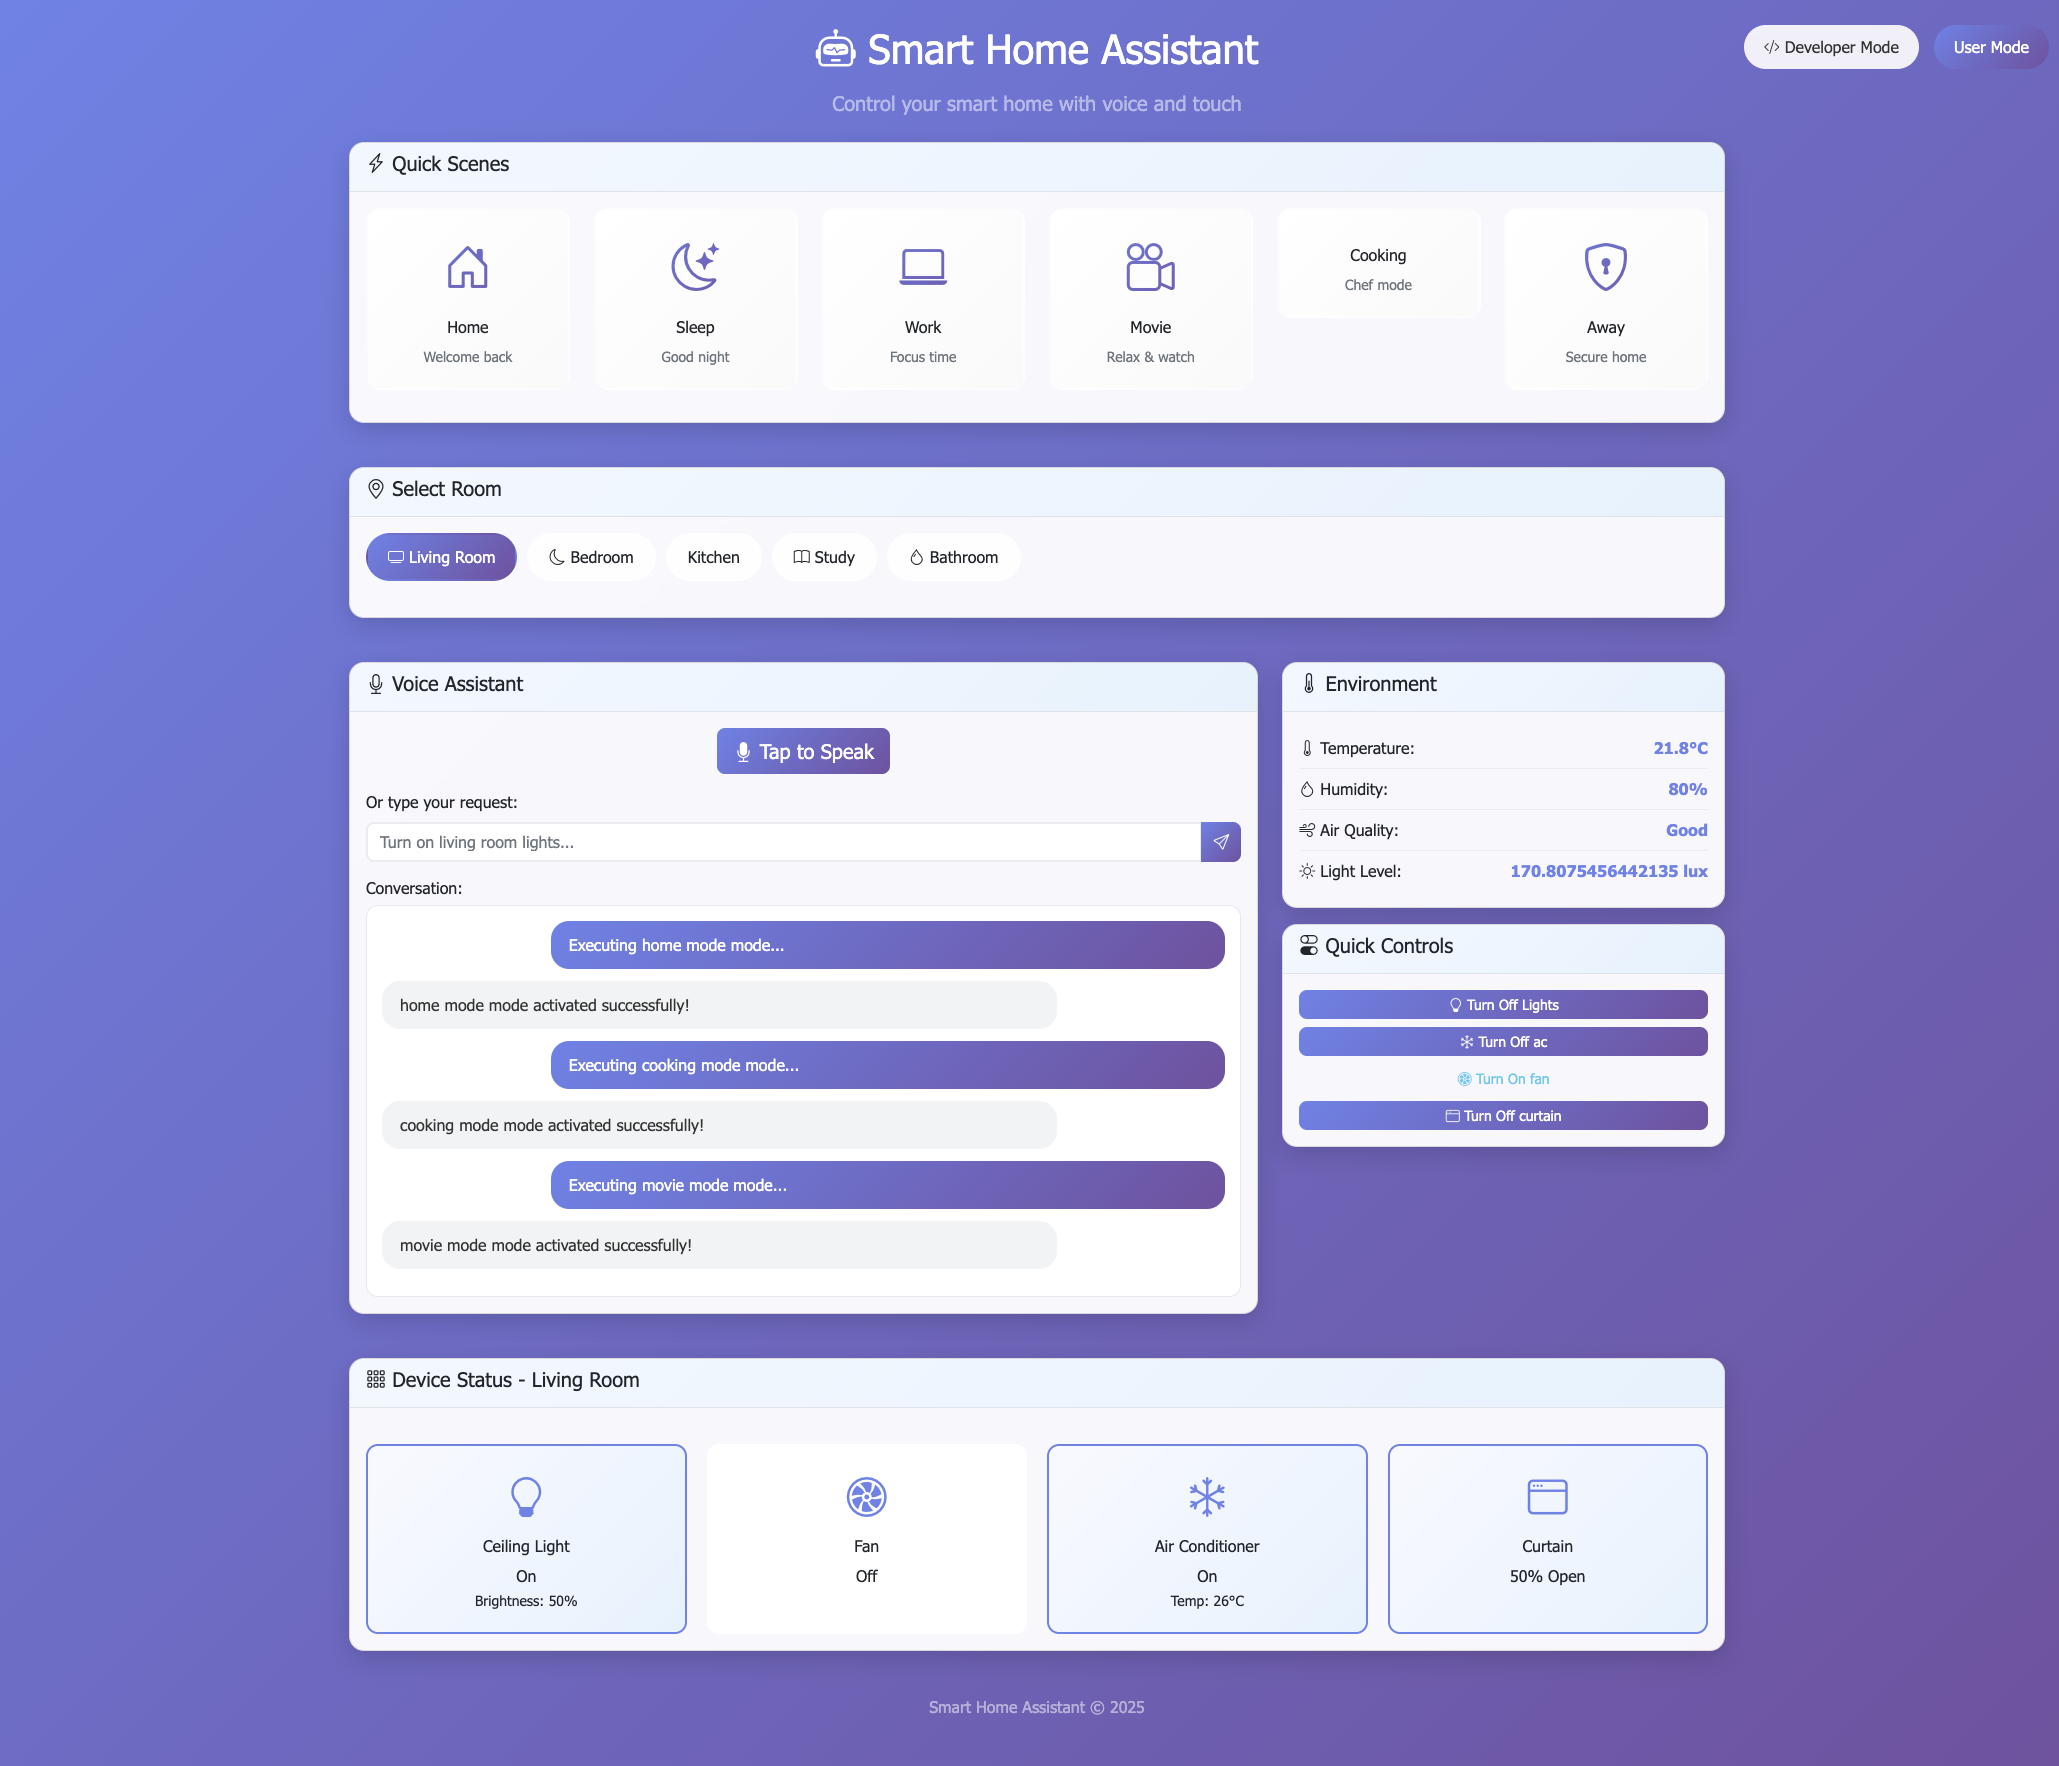 Smart Home Assistant
Developer Mode
User Mode
Control your smart home with voice and touch
Quick Scenes
Home
Welcome back
Sleep
Good night
Work
Focus time
Movie
Relax & watch
Cooking
Chef mode
Away
Secure home
Select Room
Living Room
Bedroom
Kitchen
Study
Bathroom
Voice Assistant
Tap to Speak
Or type your request:
Turn on living room lights...
Conversation:
Executing home mode mode...
home mode mode activated successfully!
Executing cooking mode mode...
cooking mode mode activated successfully!
Executing movie mode mode...
movie mode mode activated successfully!
Environment
Temperature: 21.8°C
Humidity: 80%
Air Quality: Good
Light Level: 170.8075456442135 lux
Quick Controls
Turn Off Lights
Turn Off ac
Turn On fan
Turn Off curtain
Device Status - Living Room
Ceiling Light
On
Brightness: 50%
Fan
Off
Air Conditioner
On
Temp: 26°C
Curtain
50% Open
Smart Home Assistant © 2025